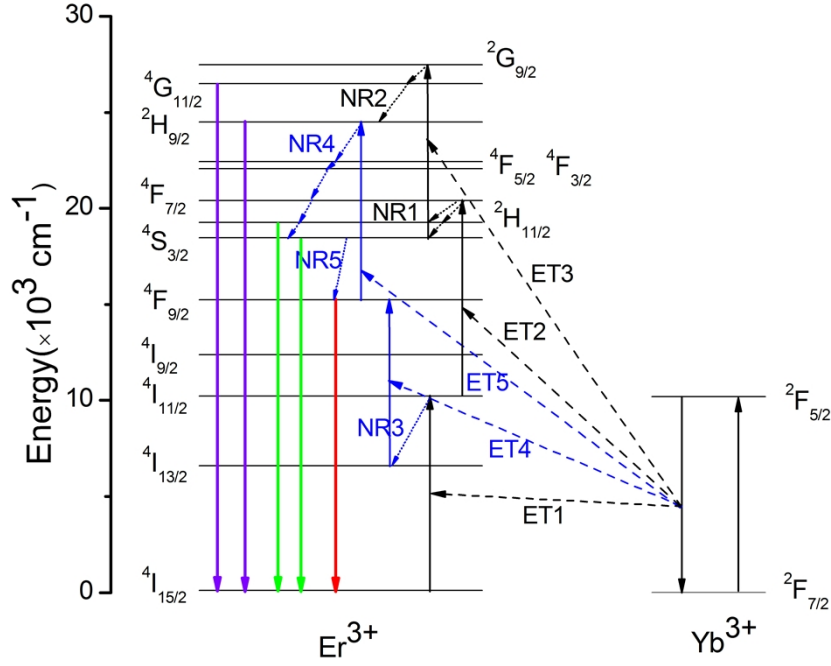 30
20
10
0
Energy(×10³ cm⁻¹)
²G₉/₂
⁴G₁₁/₂
²H₉/₂
⁴F₅/₂ ⁴F₃/₂
⁴F₇/₂
²H₁₁/₂
⁴S₃/₂
⁴F₉/₂
⁴I₉/₂
⁴I₁₁/₂
⁴I₁₃/₂
⁴I₁₅/₂
NR2
NR4
NR1
NR5
NR3
ET3
ET2
ET5
ET4
ET1
²F₅/₂
²F₇/₂
Er³⁺
Yb³⁺